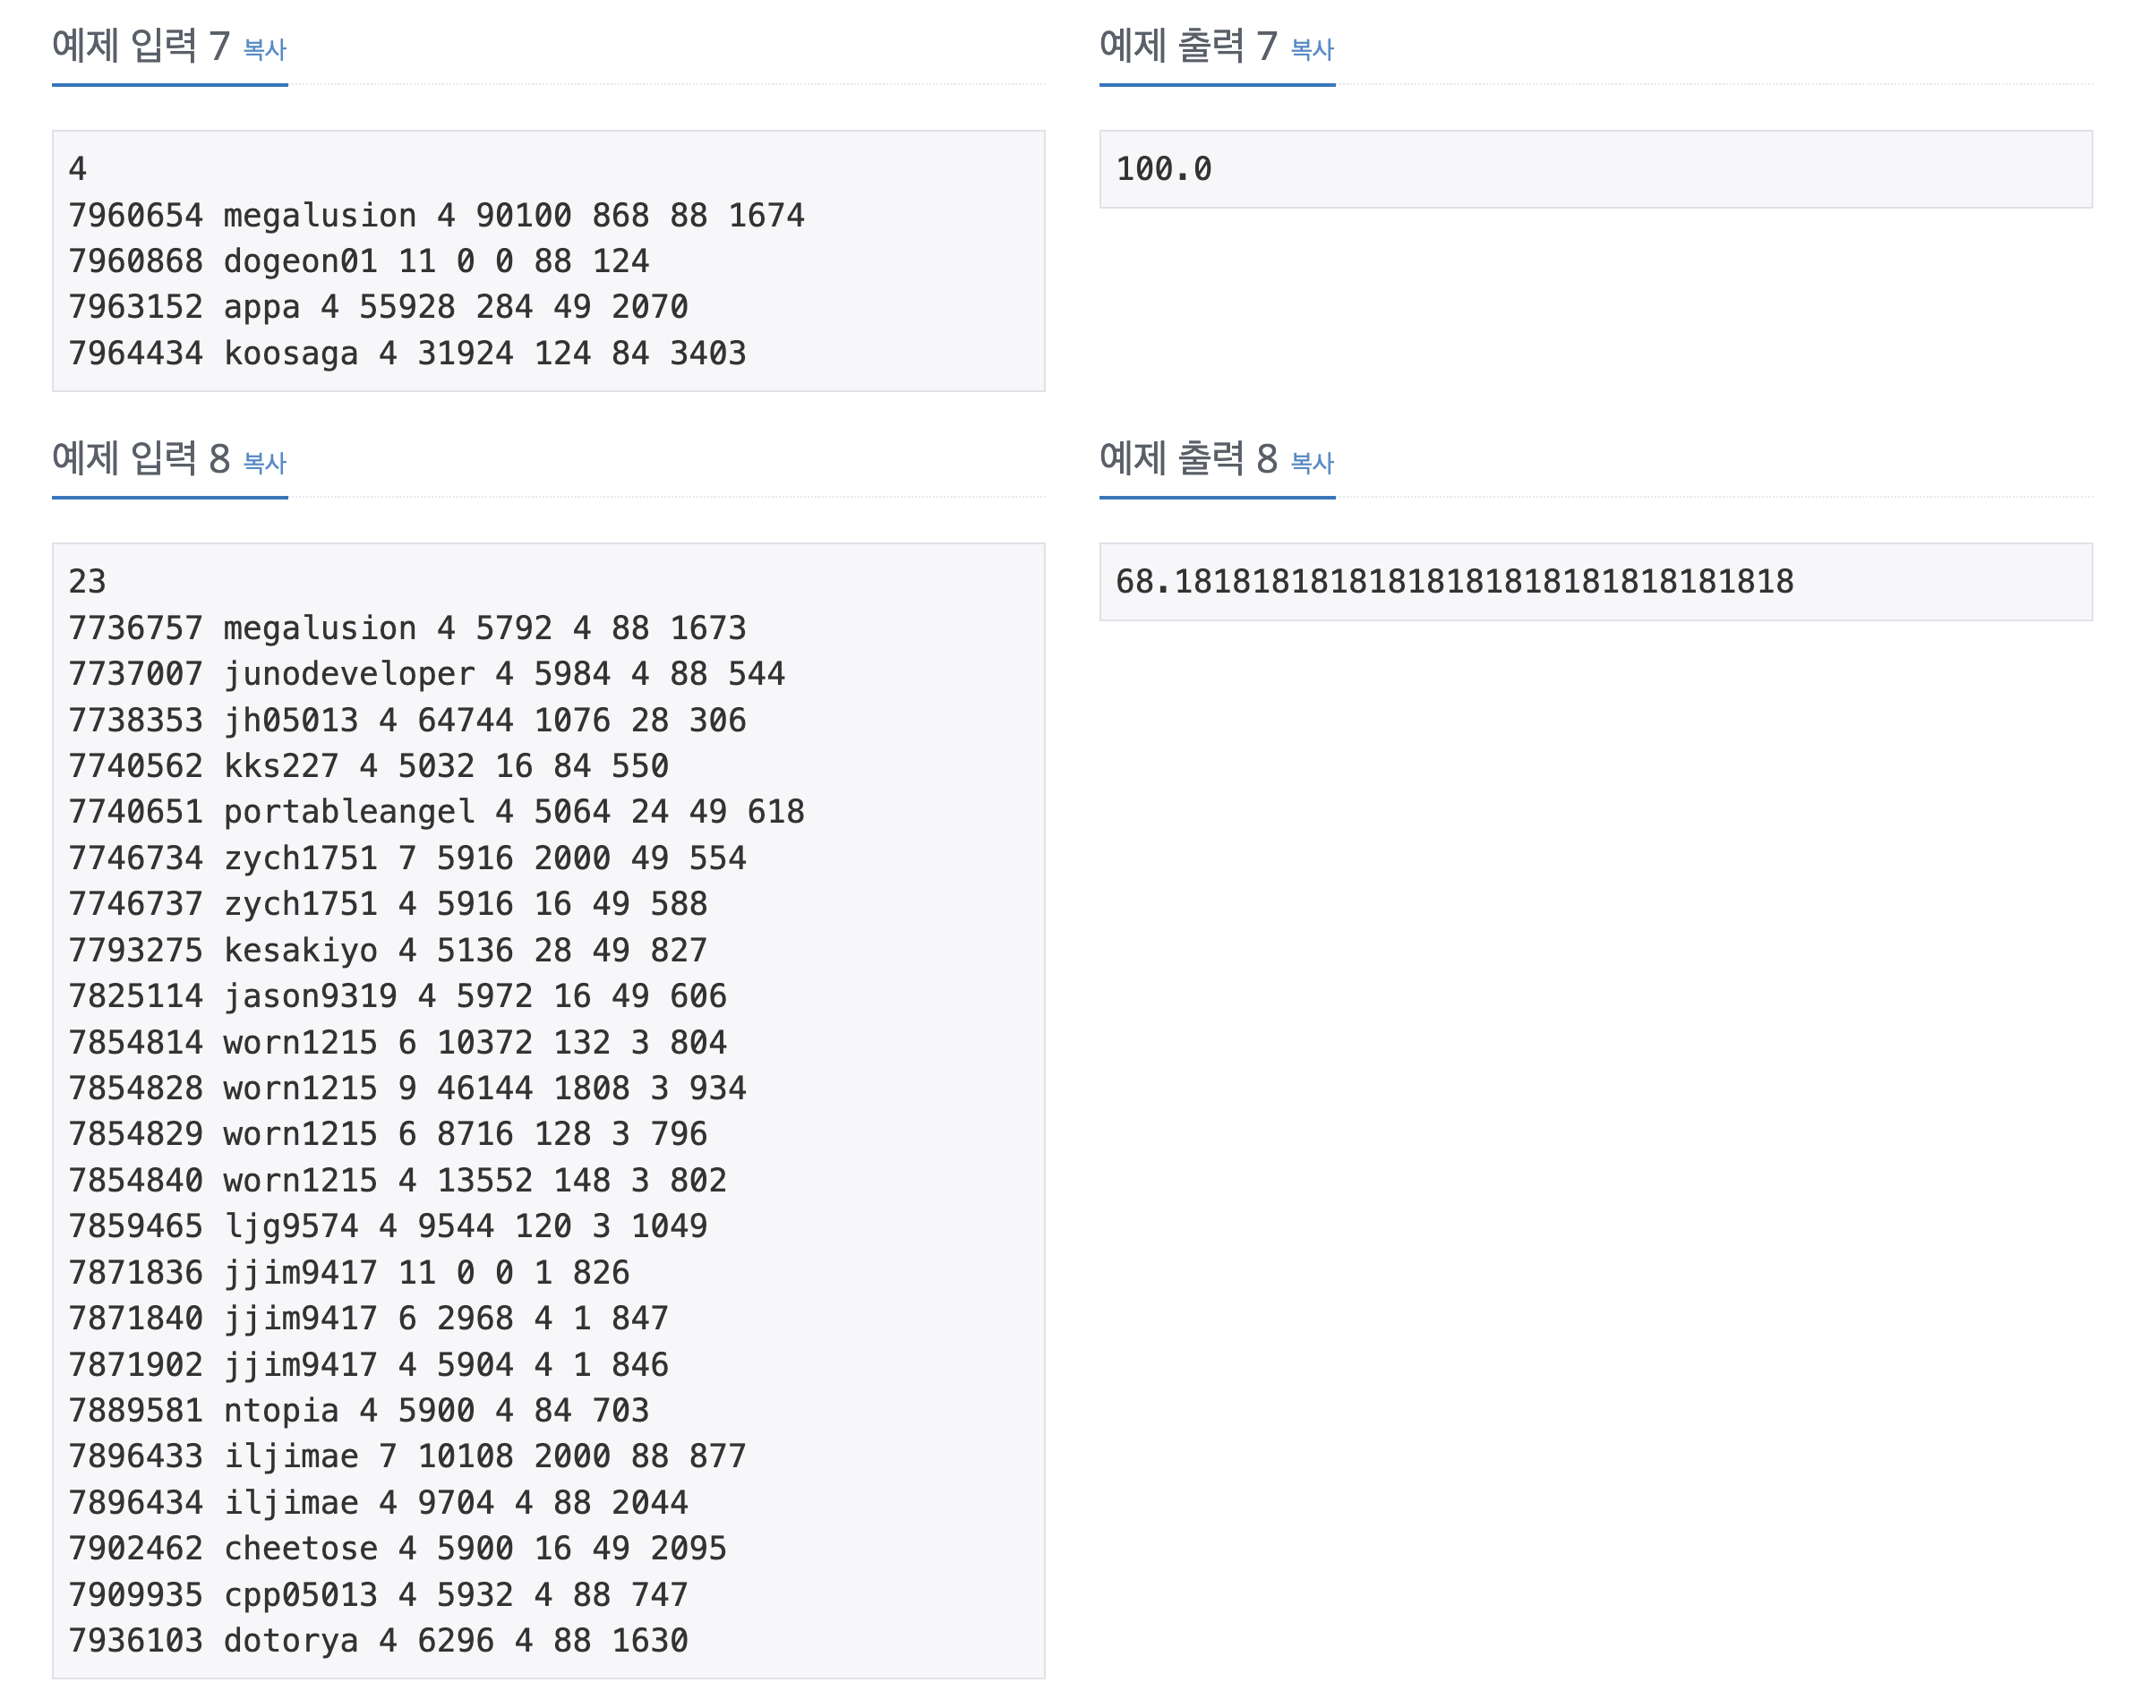 예제 입력 7 복사
4
7960654 megalusion 4 90100 868 88 1674
7960868 dogeon01 11 0 0 88 124
7963152 appa 4 55928 284 49 2070
7964434 koosaga 4 31924 124 84 3403
예제 출력 7 복사
100.0
예제 입력 8 복사
23
7736757 megalusion 4 5792 4 88 1673
7737007 junodeveloper 4 5984 4 88 544
7738353 jh05013 4 64744 1076 28 306
7740562 kks227 4 5032 16 84 550
7740651 portableangel 4 5064 24 49 618
7746734 zych1751 7 5916 2000 49 554
7746737 zych1751 4 5916 16 49 588
7793275 kesakiyo 4 5136 28 49 827
7825114 jason9319 4 5972 16 49 606
7854814 worn1215 6 10372 132 3 804
7854828 worn1215 9 46144 1808 3 934
7854829 worn1215 6 8716 128 3 796
7854840 worn1215 4 13552 148 3 802
7859465 ljg9574 4 9544 120 3 1049
7871836 jjim9417 11 0 0 1 826
7871840 jjim9417 6 2968 4 1 847
7871902 jjim9417 4 5904 4 1 846
7889581 ntopia 4 5900 4 84 703
7896433 iljimae 7 10108 2000 88 877
7896434 iljimae 4 9704 4 88 2044
7902462 cheetose 4 5900 16 49 2095
7909935 cpp05013 4 5932 4 88 747
7936103 dotorya 4 6296 4 88 1630
예제 출력 8 복사
68.18181818181818181818181818181818